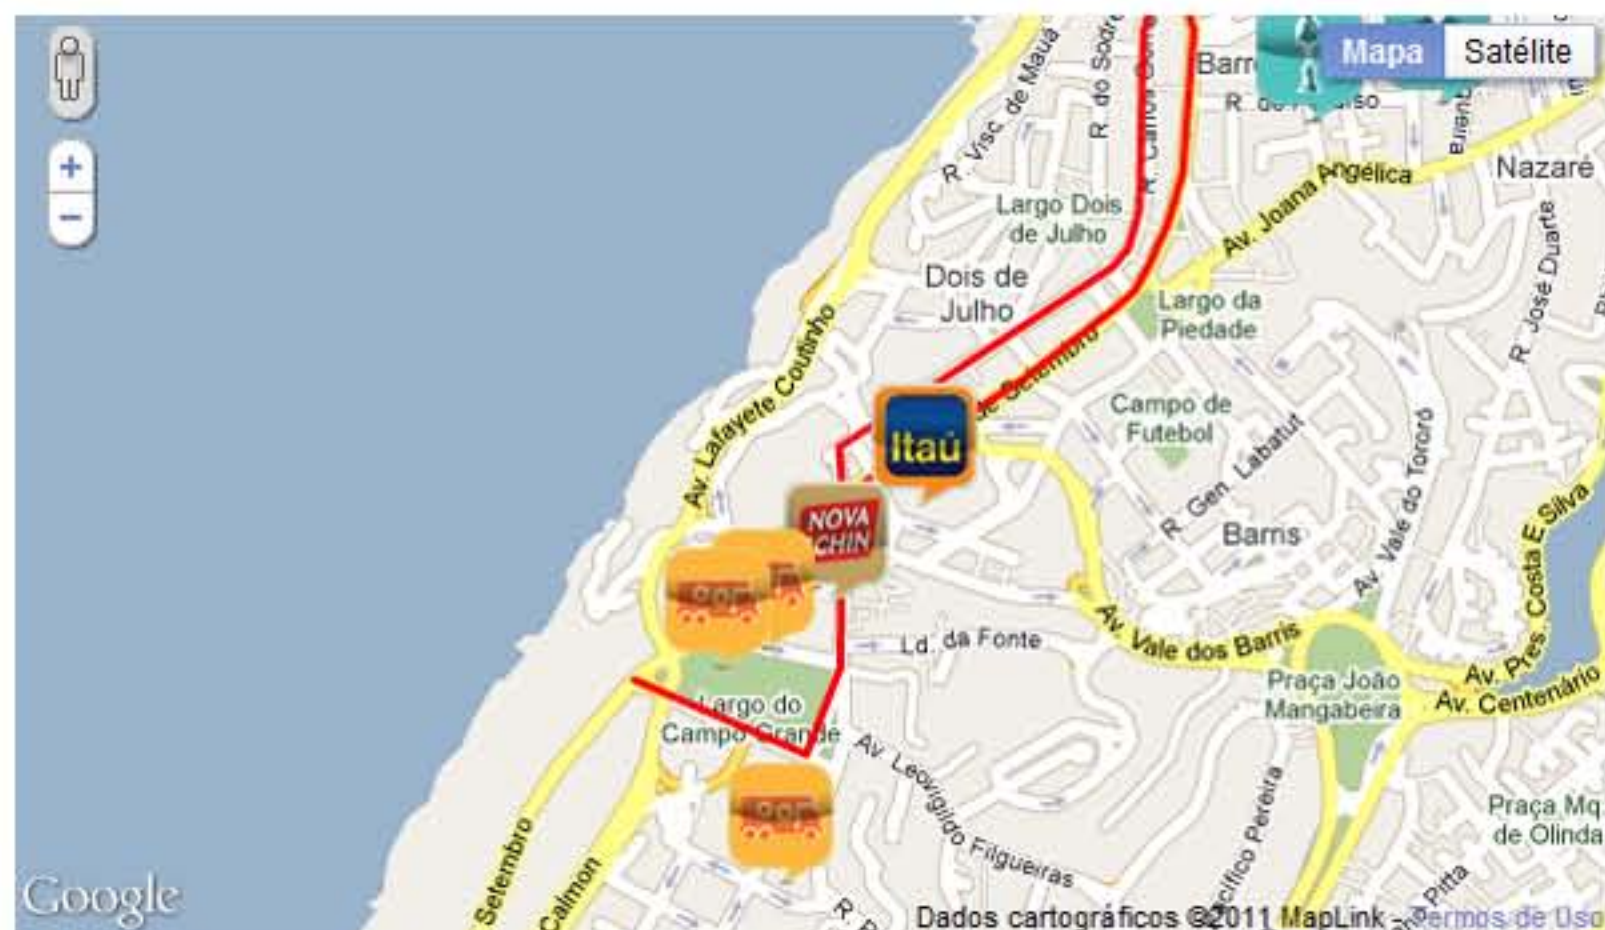 Mapa
Satélite
R. Visc. de Mauá
R. do Sodré
Nazaré
Av. Joana Angélica
Largo Dois
de Julho
Dois de
Julho
Largo da
Piedade
R. José Duarte
Av. Lafayete Coutinho
de Setembro
Campo de
Futebol
Itaú
R. Gen. Labatut
Av. Vale do Tororó
NOVA
SCHIN
Barris
Av. Pres. Costa E Silva
Ld. da Fonte
Av. Vale dos Barris
Praça João
Mangabeira
Av. Centenário
Largo do
Campo Grande
Av. Leovigildo Filgueiras
Pacífico Pereira
Praça Mq.
de Olinda
Setembro
Calmon
Google
Dados cartográficos ©2011 MapLink - Termos de Uso